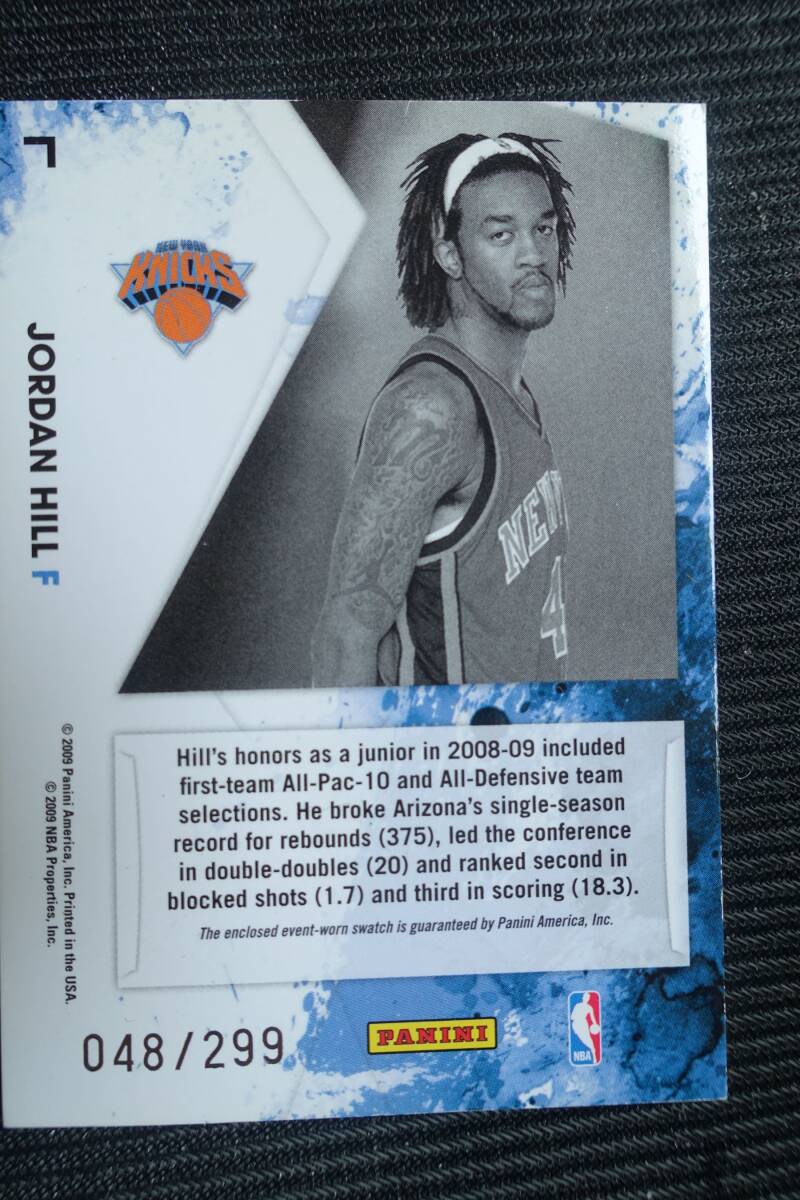 NEW YORK
KNICKS
JORDAN HILL F
NEW
4
Hill's honors as a junior in 2008-09 included
first-team All-Pac-10 and All-Defensive team
selections. He broke Arizona's single-season
record for rebounds (375), led the conference
in double-doubles (20) and ranked second in
blocked shots (1.7) and third in scoring (18.3).
The enclosed event-worn swatch is guaranteed by Panini America, Inc.
© 2009 Panini America, Inc. Printed in the USA.
© 2009 NBA Properties, Inc.
048/299
PANINI
NBA